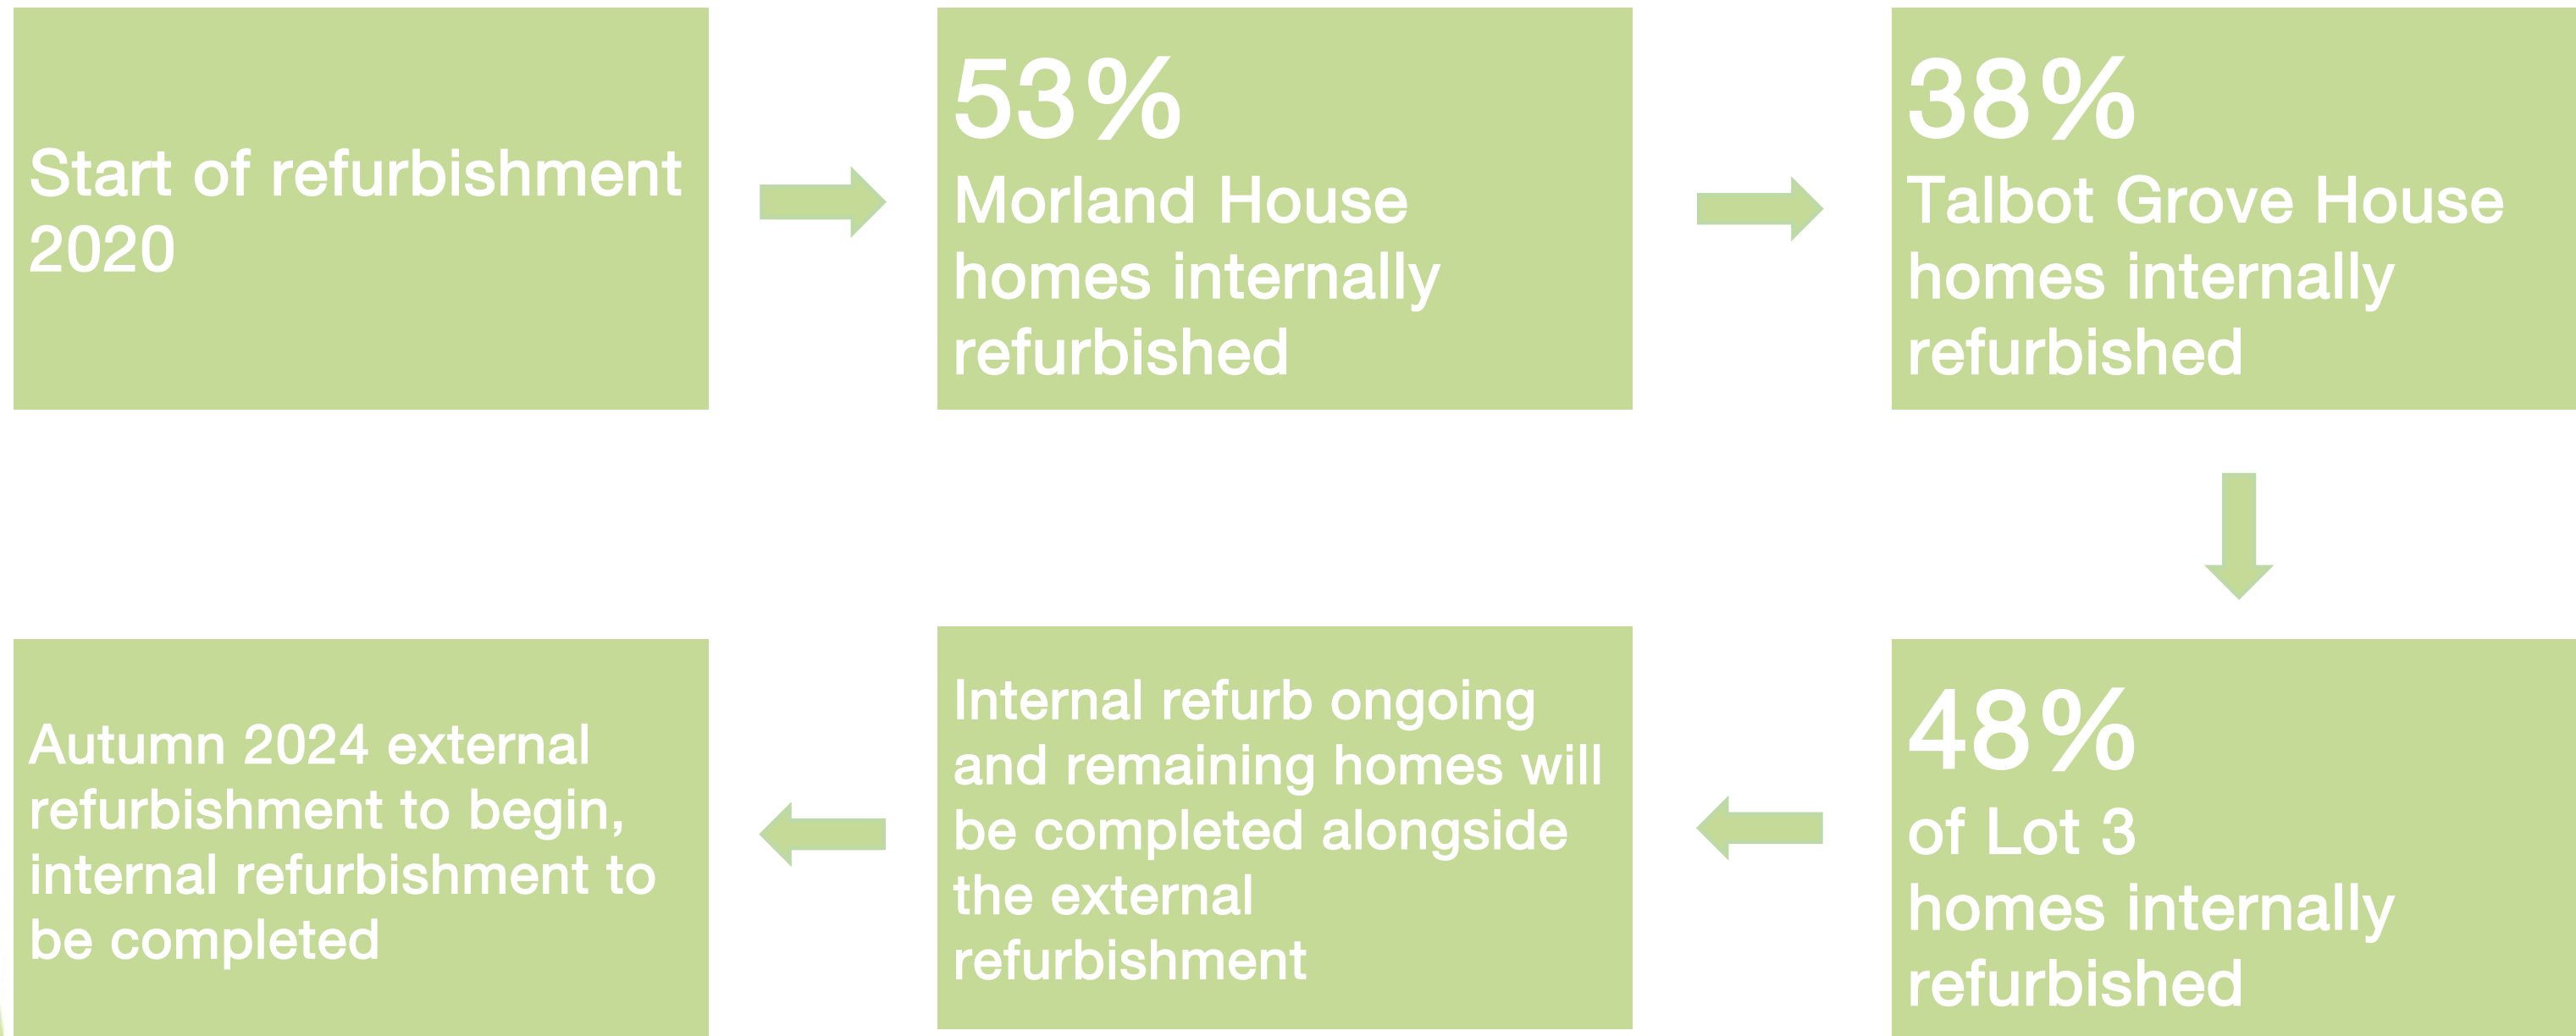 Start of refurbishment
2020
53%
Morland House
homes internally
refurbished
38%
Talbot Grove House
homes internally
refurbished
48%
of Lot 3
homes internally
refurbished
Internal refurb ongoing
and remaining homes will
be completed alongside
the external
refurbishment
Autumn 2024 external
refurbishment to begin,
internal refurbishment to
be completed